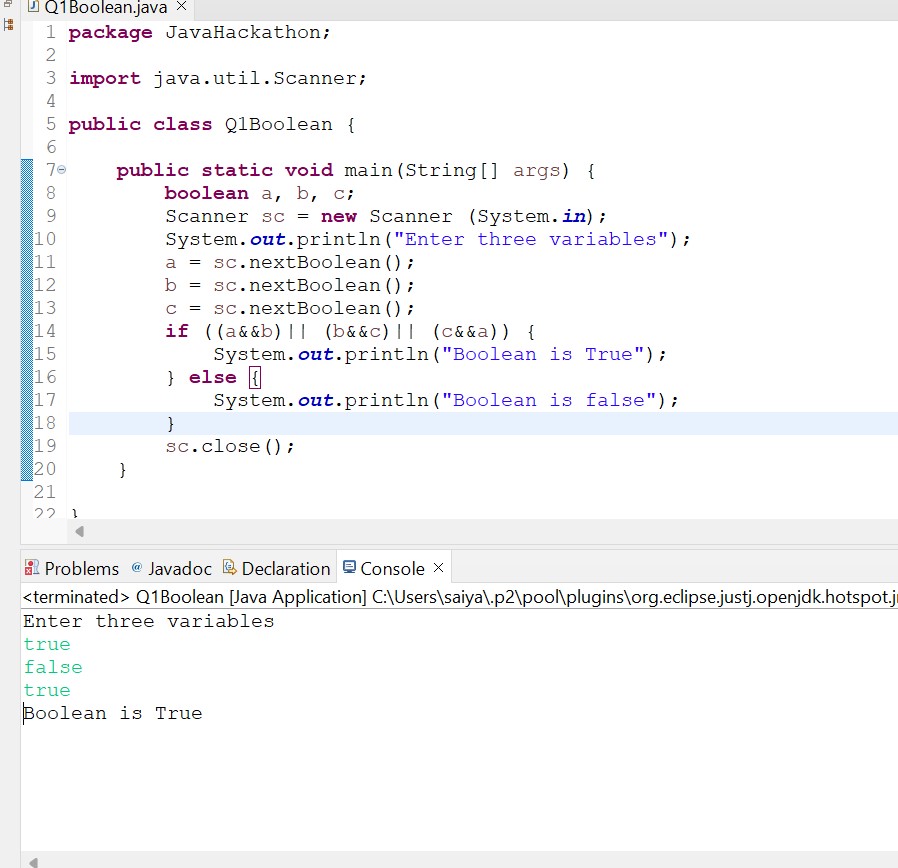 Q1Boolean.java
1 package JavaHackathon;
2
3 import java.util.Scanner;
4
5 public class Q1Boolean {
6
7 public static void main(String[] args) {
8 boolean a, b, c;
9 Scanner sc = new Scanner (System.in);
10 System.out.println("Enter three variables");
11 a = sc.nextBoolean();
12 b = sc.nextBoolean();
13 c = sc.nextBoolean();
14 if ((a&&b)|| (b&&c)|| (c&&a)) {
15 System.out.println("Boolean is True");
16 } else {
17 System.out.println("Boolean is false");
18 }
19 sc.close();
20 }
21
22 }
Problems @ Javadoc Declaration Console
<terminated> Q1Boolean [Java Application] C:\Users\saiya\.p2\pool\plugins\org.eclipse.justj.openjdk.hotspot.j
Enter three variables
true
false
true
Boolean is True